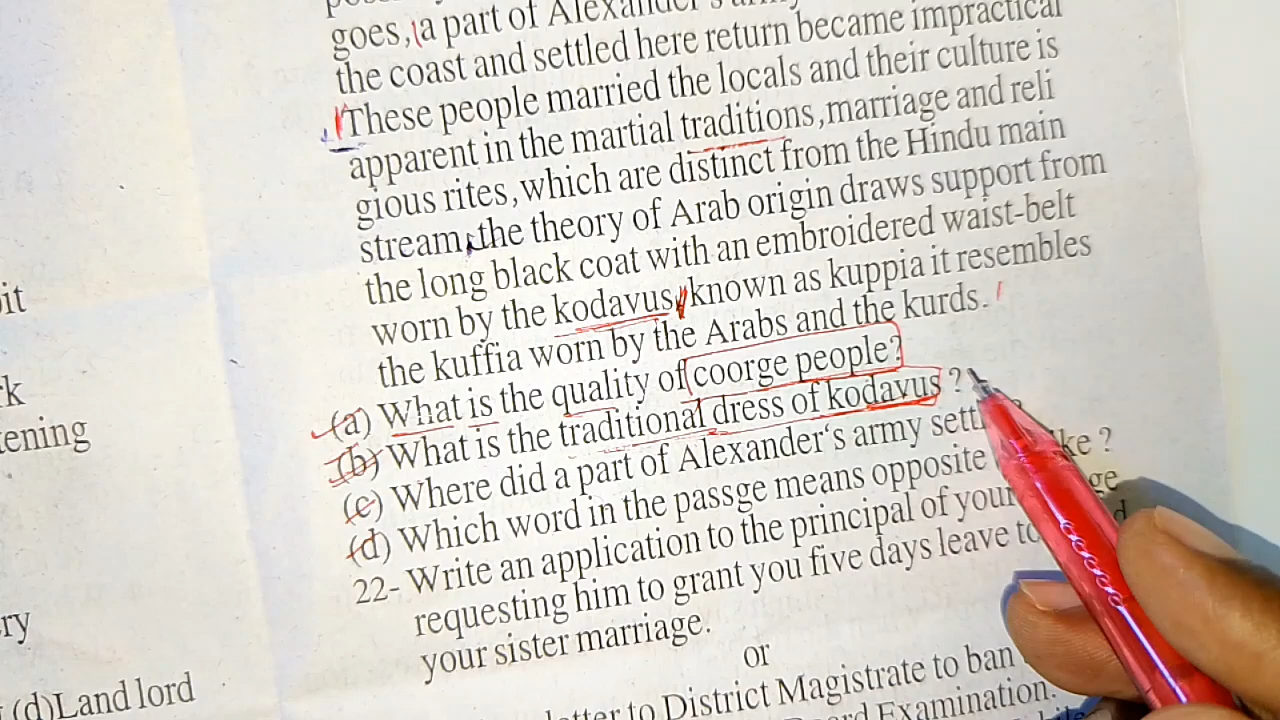 goes, a part of Alexander's army
the coast and settled here return became impractical
These people married the locals and their culture is
apparent in the martial traditions, marriage and reli
gious rites, which are distinct from the Hindu main
stream, the theory of Arab origin draws support from
the long black coat with an embroidered waist-belt
worn by the kodavus, known as kuppia it resembles
the kuffia worn by the Arabs and the kurds.
(a) What is the quality of coorge people?
(b) What is the traditional dress of kodavus ?
(c) Where did a part of Alexander's army
(d) Which word in the passge means opposite ke ?
22- Write an application to the principal of your ge
requesting him to grant you five days leave to
your sister marriage.
or
letter to District Magistrate to ban
Examination.
tening
ry
(d)Land lord